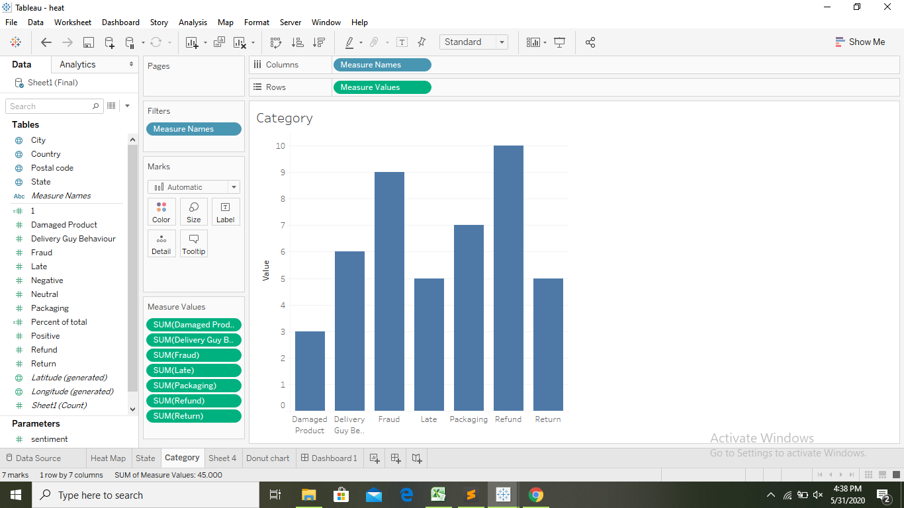 Tableau - heat
File Data Worksheet Dashboard Story Analysis Map Format Server Window Help
Standard
Show Me
Data Analytics
Sheet1 (Final)
Search
Tables
City
Country
Postal code
State
Abc Measure Names
1
Damaged Product
Delivery Guy Behaviour
Fraud
Late
Negative
Neutral
Packaging
Percent of total
Positive
Refund
Return
Latitude (generated)
Longitude (generated)
Sheet1 (Count)
Parameters
sentiment
Pages
Filters
Measure Names
Marks
Automatic
Color Size Label
Detail Tooltip
Measure Values
SUM(Damaged Prod..
SUM(Delivery Guy B..
SUM(Fraud)
SUM(Late)
SUM(Packaging)
SUM(Refund)
SUM(Return)
Columns Measure Names
Rows Measure Values
Category
10
9
8
7
6
5
4
3
2
1
0
Value
Damaged Product
Delivery Guy Be..
Fraud
Late
Packaging
Refund
Return
Activate Windows
Go to Settings to activate Windows.
Data Source Heat Map State Category Sheet 4 Donut chart Dashboard 1
7 marks 1 row by 7 columns SUM of Measure Values: 45.000
Type here to search
4:38 PM
5/31/2020
2